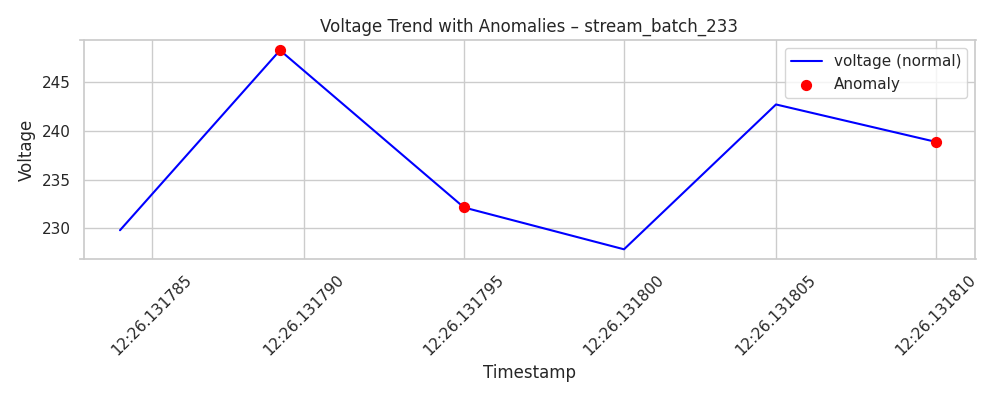 Voltage Trend with Anomalies – stream_batch_233
voltage (normal)
Anomaly
Voltage
245
240
235
230
12:26.131785
12:26.131790
12:26.131795
12:26.131800
12:26.131805
12:26.131810
Timestamp